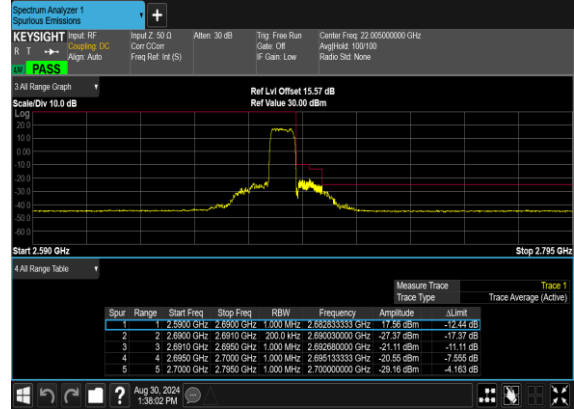 Spectrum Analyzer 1
Spurious Emissions
KEYSIGHT Input: RF Input Z: 50 Ω Atten: 30 dB Trig: Free Run Center Freq: 22.005000000 GHz
R T Coupling: DC Corr CCorr Gate: Off Avg|Hold: 100/100
Align: Auto Freq Ref: Int (S) IF Gain: Low Radio Std: None
PASS
3 All Range Graph Ref Lvl Offset 15.57 dB
Scale/Div 10.0 dB Ref Value 30.00 dBm
Log
20.0
10.0
0.00
-10.0
-20.0
-30.0
-40.0
-50.0
-60.0
Start 2.590 GHz Stop 2.795 GHz
4 All Range Table
Measure Trace Trace 1
Trace Type Trace Average (Active)
Spur Range Start Freq Stop Freq RBW Frequency Amplitude ΔLimit
1 1 2.5900 GHz 2.6900 GHz 1.000 MHz 2.682833333 GHz 17.56 dBm -12.44 dB
2 2 2.6900 GHz 2.6910 GHz 200.0 kHz 2.690030000 GHz -27.37 dBm -17.37 dB
3 3 2.6910 GHz 2.6950 GHz 1.000 MHz 2.692680000 GHz -21.11 dBm -11.11 dB
4 4 2.6950 GHz 2.7000 GHz 1.000 MHz 2.695133333 GHz -20.55 dBm -7.555 dB
5 5 2.7000 GHz 2.7950 GHz 1.000 MHz 2.700000000 GHz -29.16 dBm -4.163 dB
Aug 30, 2024
1:38:02 PM